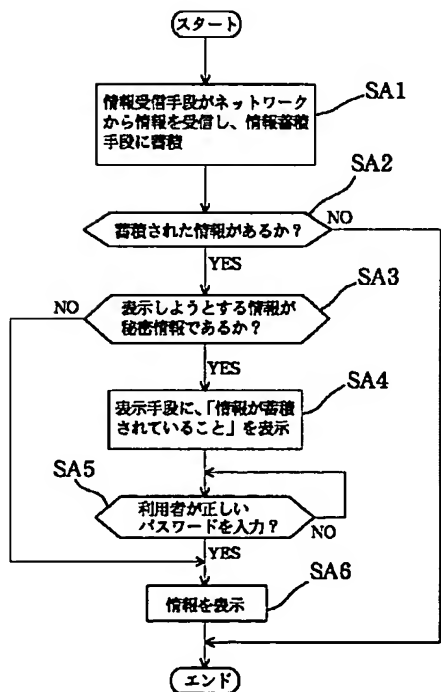 スタート
情報受信手段がネットワーク
から情報を受信し、情報蓄積
手段に蓄積
SA1
SA2
蓄積された情報があるか?
NO
YES
SA3
NO
表示しようとする情報が
秘密情報であるか?
YES
SA4
表示手段に、「情報が蓄積
されていること」を表示
SA5
利用者が正しい
パスワードを入力?
NO
YES
SA6
情報を表示
エンド